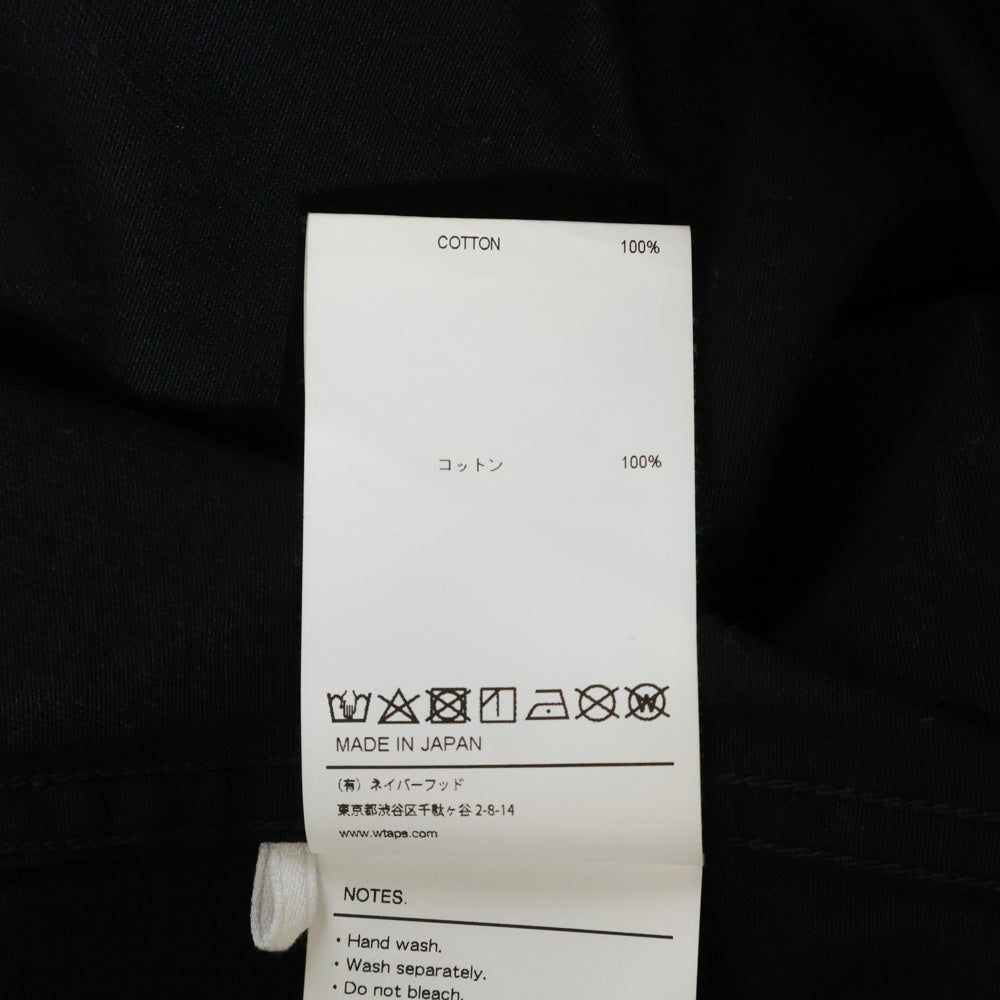 COTTON 100%
コットン 100%
W
MADE IN JAPAN
(有) ネイバーフッド
東京都渋谷区千駄ヶ谷 2-8-14
www.wtaps.com
NOTES.
・Hand wash.
・Wash separately.
・Do not bleach.